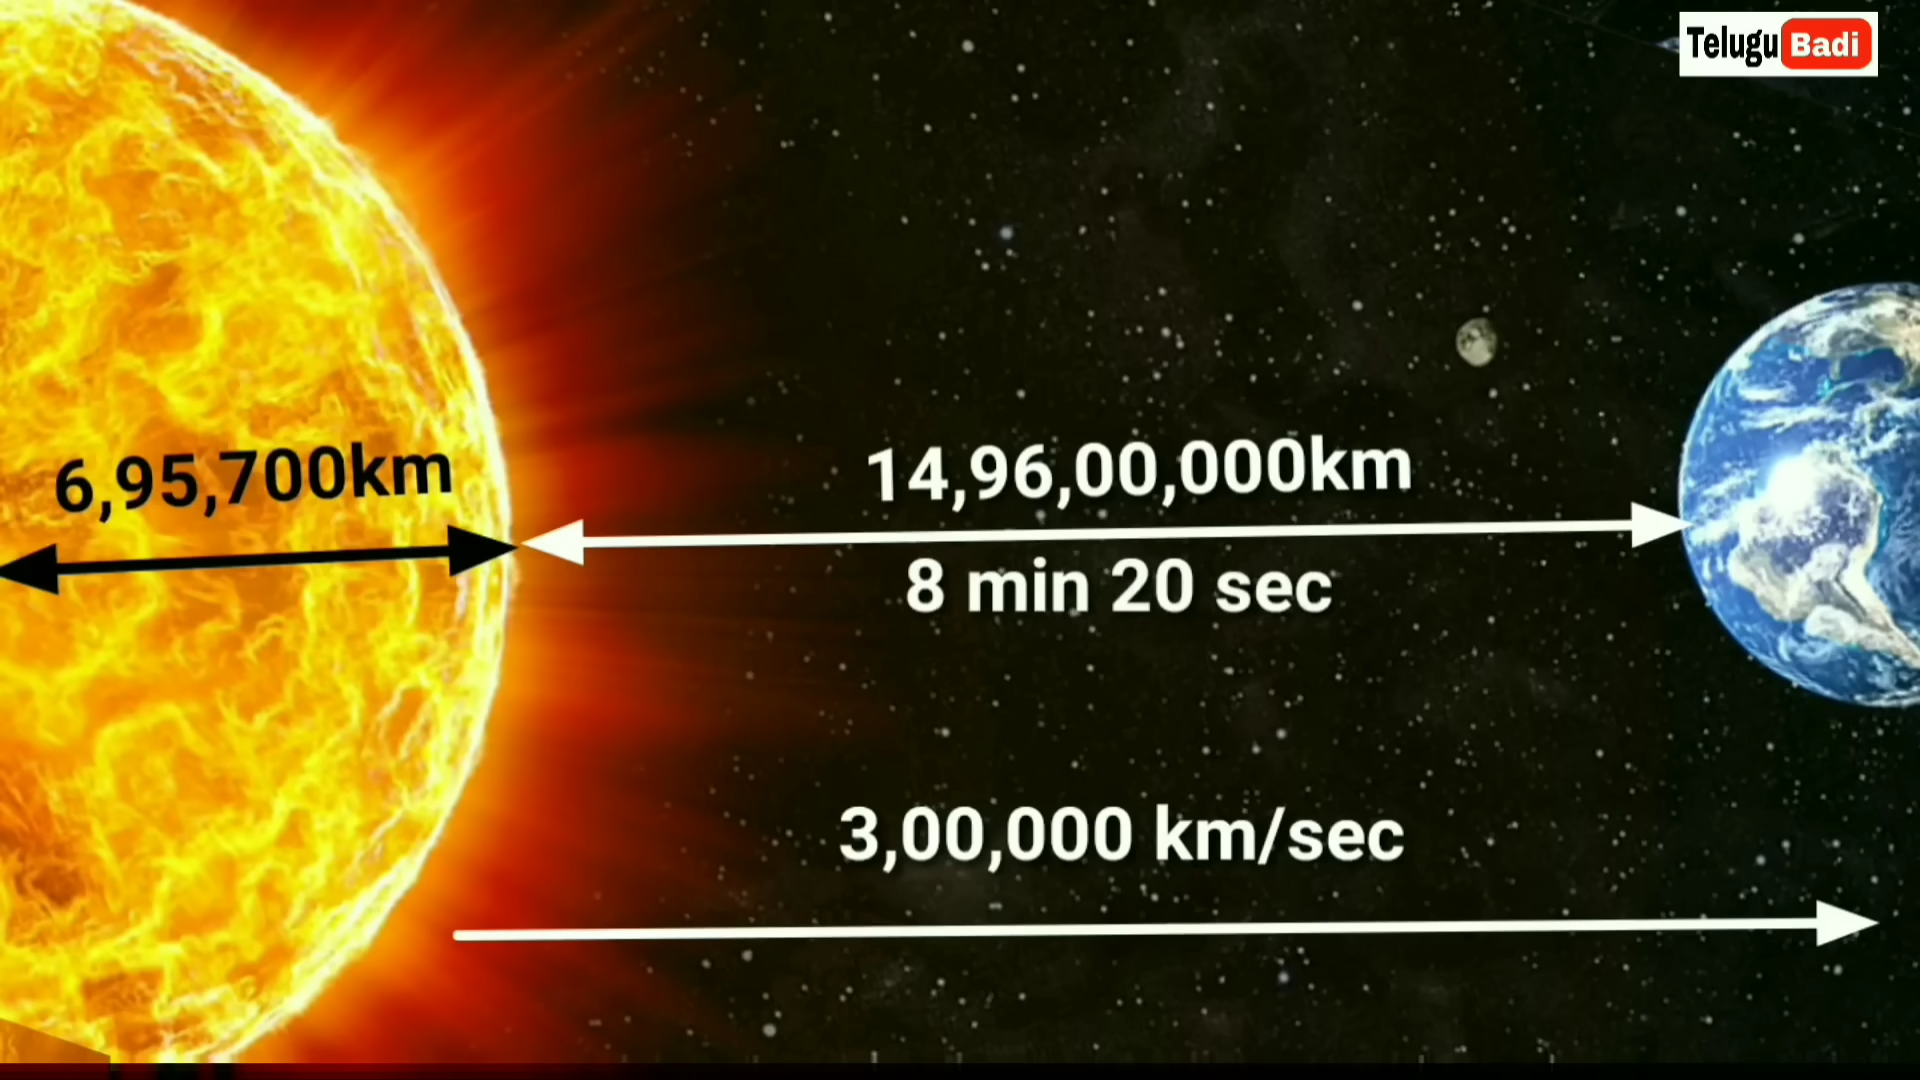 Telugu Badi
6,95,700km
14,96,00,000km
8 min 20 sec
3,00,000 km/sec